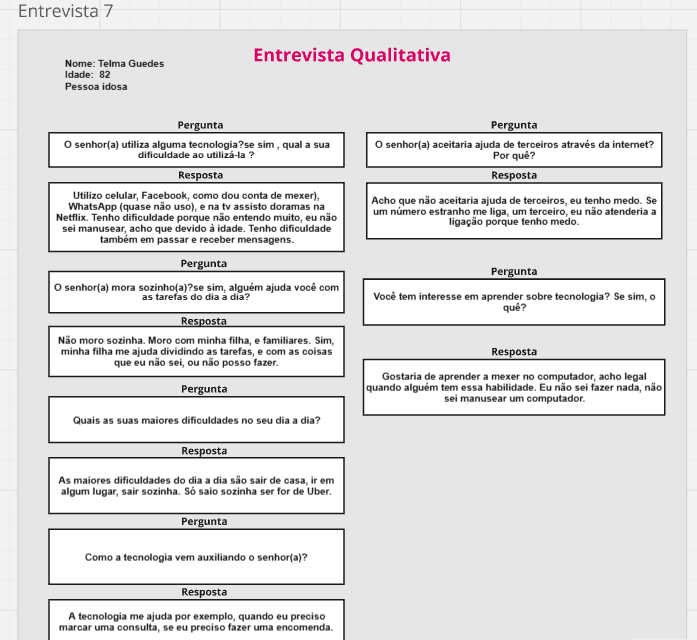 Entrevista 7
Entrevista Qualitativa
Nome: Telma Guedes
Idade:  82
Pessoa idosa
Pergunta
O senhor(a) utiliza alguma tecnologia?se sim , qual a sua
dificuldade ao utilizá-la ?
Resposta
Utilizo celular, Facebook, como dou conta de mexer),
WhatsApp (quase não uso), e na tv assisto doramas na
Netflix. Tenho dificuldade porque não entendo muito, eu não
sei manusear, acho que devido à idade. Tenho dificuldade
também em passar e receber mensagens.
Pergunta
O senhor(a) mora sozinho(a)?se sim, alguém ajuda você com
as tarefas do dia a dia?
Resposta
Não moro sozinha. Moro com minha filha, e familiares. Sim,
minha filha me ajuda dividindo as tarefas, e com as coisas
que eu não sei, ou não posso fazer.
Pergunta
Quais as suas maiores dificuldades no seu dia a dia?
Resposta
As maiores dificuldades do dia a dia são sair de casa, ir em
algum lugar, sair sozinha. Só saio sozinha ser for de Uber.
Pergunta
Como a tecnologia vem auxiliando o senhor(a)?
Resposta
A tecnologia me ajuda por exemplo, quando eu preciso
marcar uma consulta, se eu preciso fazer uma encomenda.
Pergunta
O senhor(a) aceitaria ajuda de terceiros através da internet?
Por quê?
Resposta
Acho que não aceitaria ajuda de terceiros, eu tenho medo. Se
um número estranho me liga, um terceiro, eu não atenderia a
ligação porque tenho medo.
Pergunta
Você tem interesse em aprender sobre tecnologia? Se sim, o
quê?
Resposta
Gostaria de aprender a mexer no computador, acho legal
quando alguém tem essa habilidade. Eu não sei fazer nada, não
sei manusear um computador.